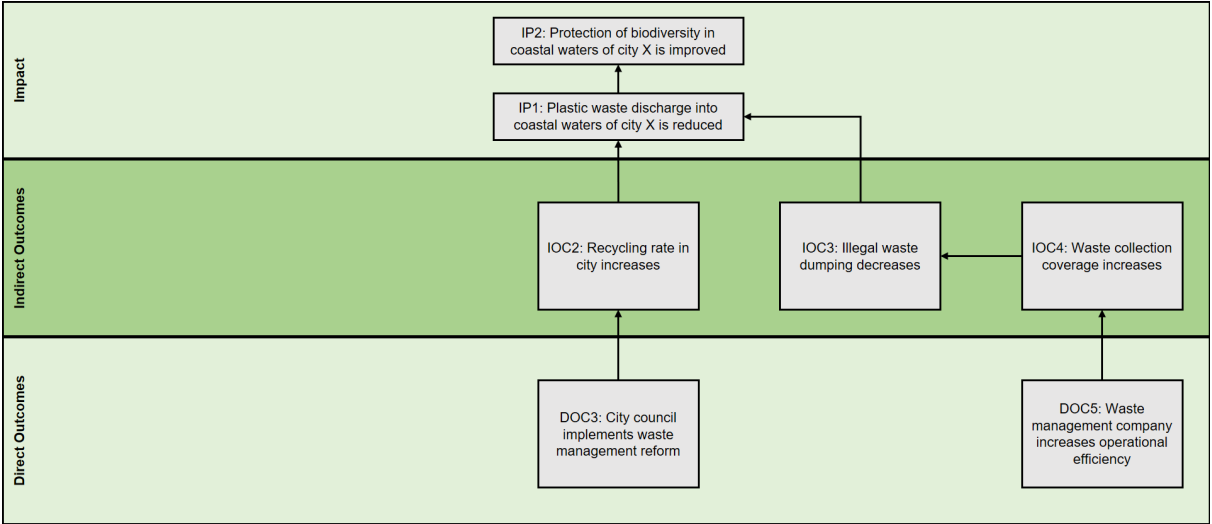 Impact
IP2: Protection of biodiversity in
coastal waters of city X is improved
IP1: Plastic waste discharge into
coastal waters of city X is reduced
Indirect Outcomes
IOC2: Recycling rate in
city increases
IOC3: Illegal waste
dumping decreases
IOC4: Waste collection
coverage increases
Direct Outcomes
DOC3: City council
implements waste
management reform
DOC5: Waste
management company
increases operational
efficiency